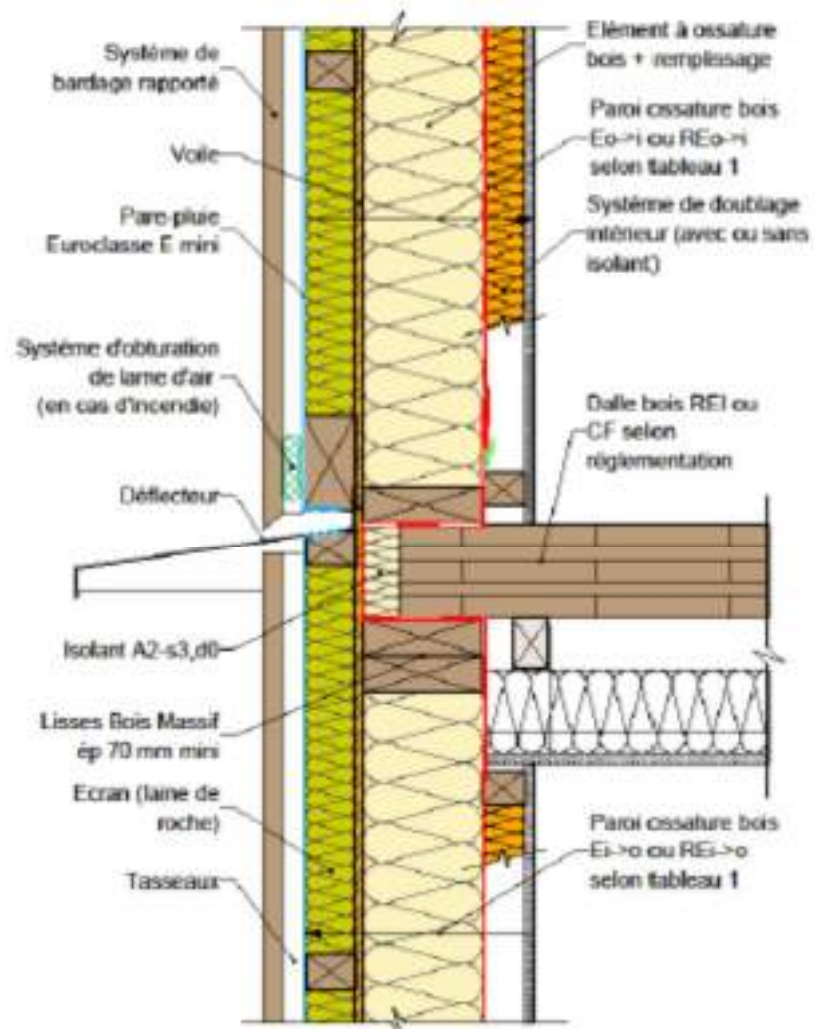 Système de
bardage rapporté
Voile
Pare-pluie
Euroclasse E mini
Système d'obturation
de lame d'air
(en cas d'incendie)
Déflecteur
Isolant A2-s3,d0
Lisses Bois Massif
ép 70 mm mini
Ecran (laine de
roche)
Tasseaux
Elément à ossature
bois + remplissage
Paroi ossature bois
Eo->i ou REo->i
selon tableau 1
Système de doublage
intérieur (avec ou sans
isolant)
Dalle bois REI ou
CF selon
réglementation
Paroi ossature bois
Ei->o ou REi->o
selon tableau 1